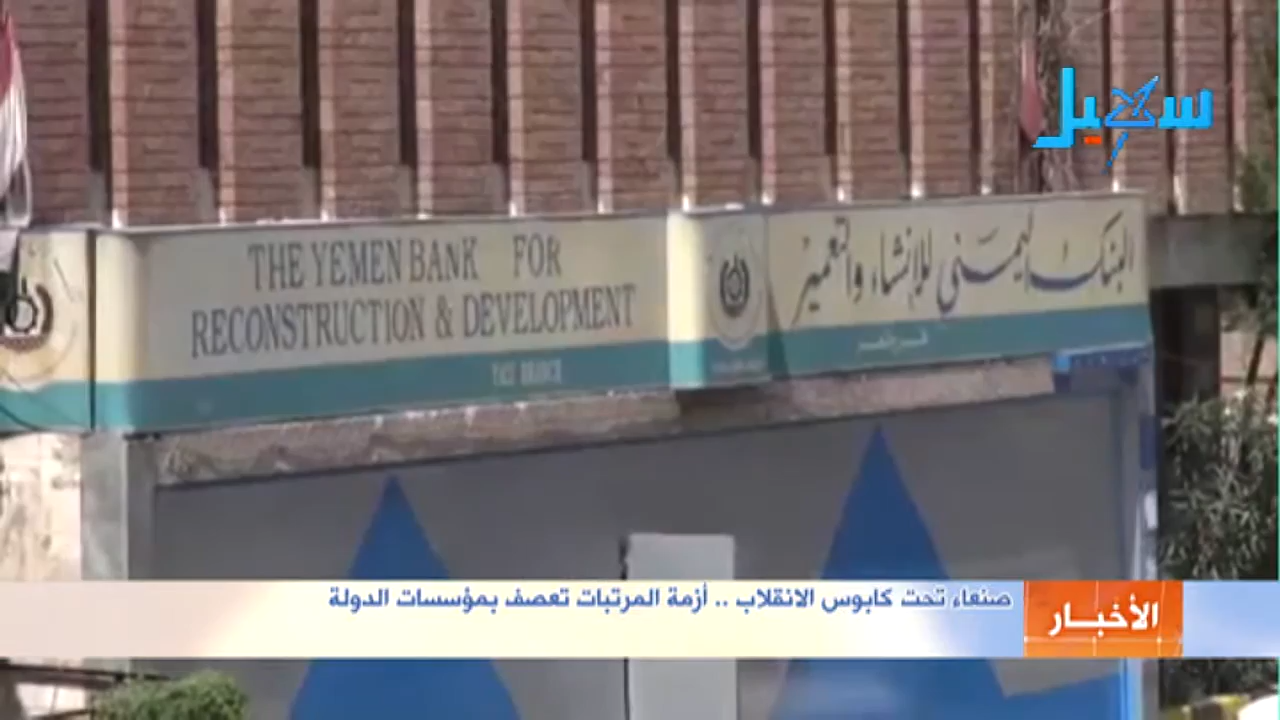 سهيل
THE YEMEN BANK FOR
RECONSTRUCTION & DEVELOPMENT
البنك اليمني للإنشاء والتعمير
صنعاء تحت كابوس الانقلاب .. أزمة المرتبات تعصف بمؤسسات الدولة
الأخبار